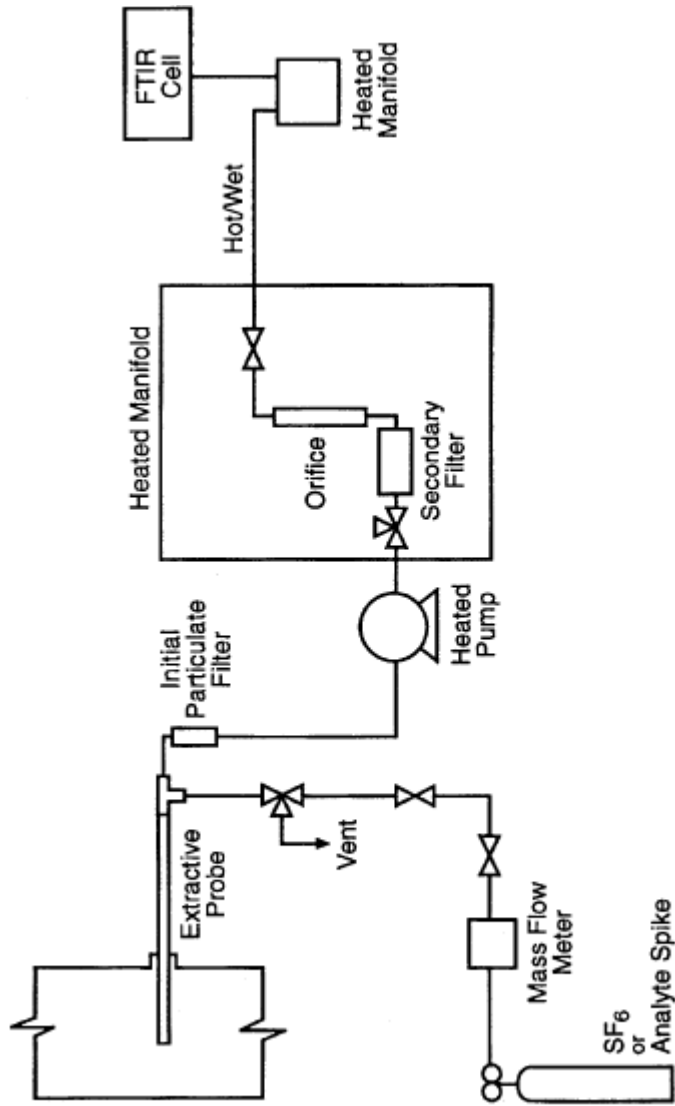 FTIR
Cell
Heated
Manifold
Hot/Wet
Heated Manifold
Orifice
Secondary
Filter
Heated
Pump
Initial
Particulate
Filter
Extractive
Probe
Vent
Mass Flow
Meter
SF6
or
Analyte Spike